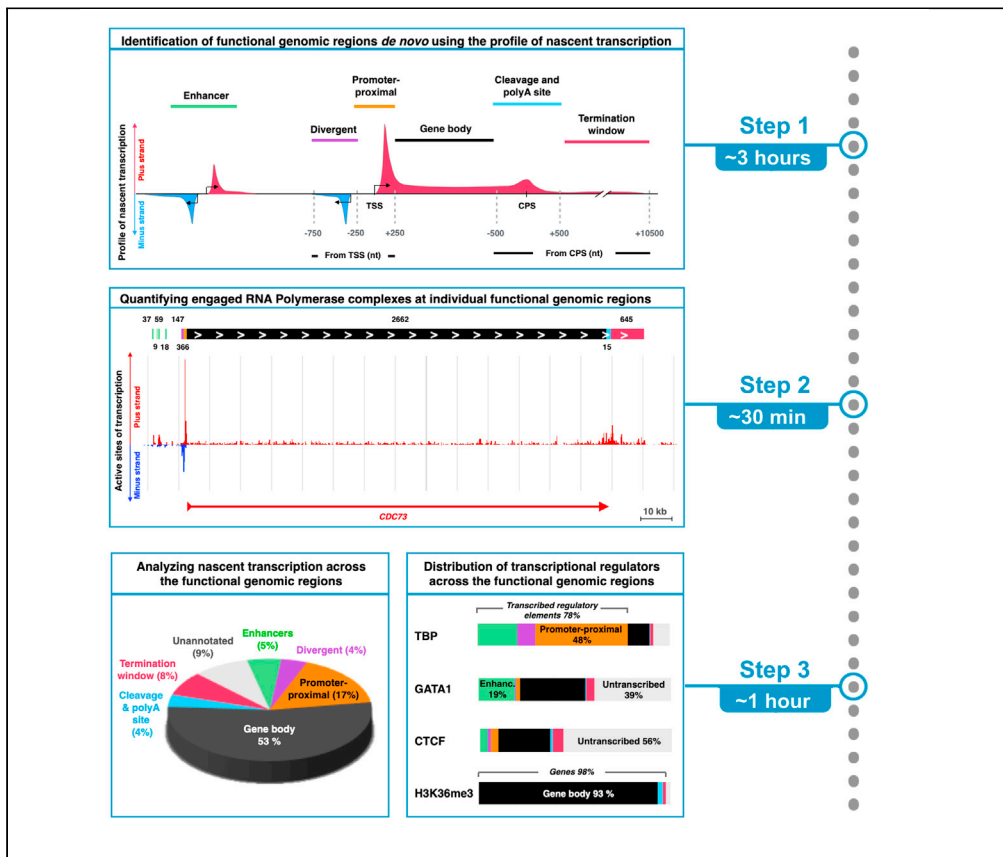 Identification of functional genomic regions de novo using the profile of nascent transcription
Enhancer
Promoter-
proximal
Cleavage and
polyA site
Divergent
Gene body
Termination
window
Profile of nascent transcription
Plus strand
Minus strand
TSS
CPS
-750
-250
+250
-500
+500
+10500
From TSS (nt)
From CPS (nt)
Step 1
~3 hours
Quantifying engaged RNA Polymerase complexes at individual functional genomic regions
37 59 147 2662 645
9 18 366 15
Active sites of transcription
Plus strand
Minus strand
CDC73
10 kb
Step 2
~30 min
Analyzing nascent transcription across
the functional genomic regions
Unannotated
(9%)
Enhancers
(5%)
Divergent (4%)
Termination
window (8%)
Promoter-
proximal (17%)
Cleavage
& polyA site
(4%)
Gene body
53 %
Distribution of transcriptional regulators
across the functional genomic regions
Transcribed regulatory
elements 78%
TBP
Promoter-proximal
48%
GATA1
Enhanc.
19%
Untranscribed
39%
CTCF
Untranscribed 56%
Genes 98%
H3K36me3
Gene body 93 %
Step 3
~1 hour